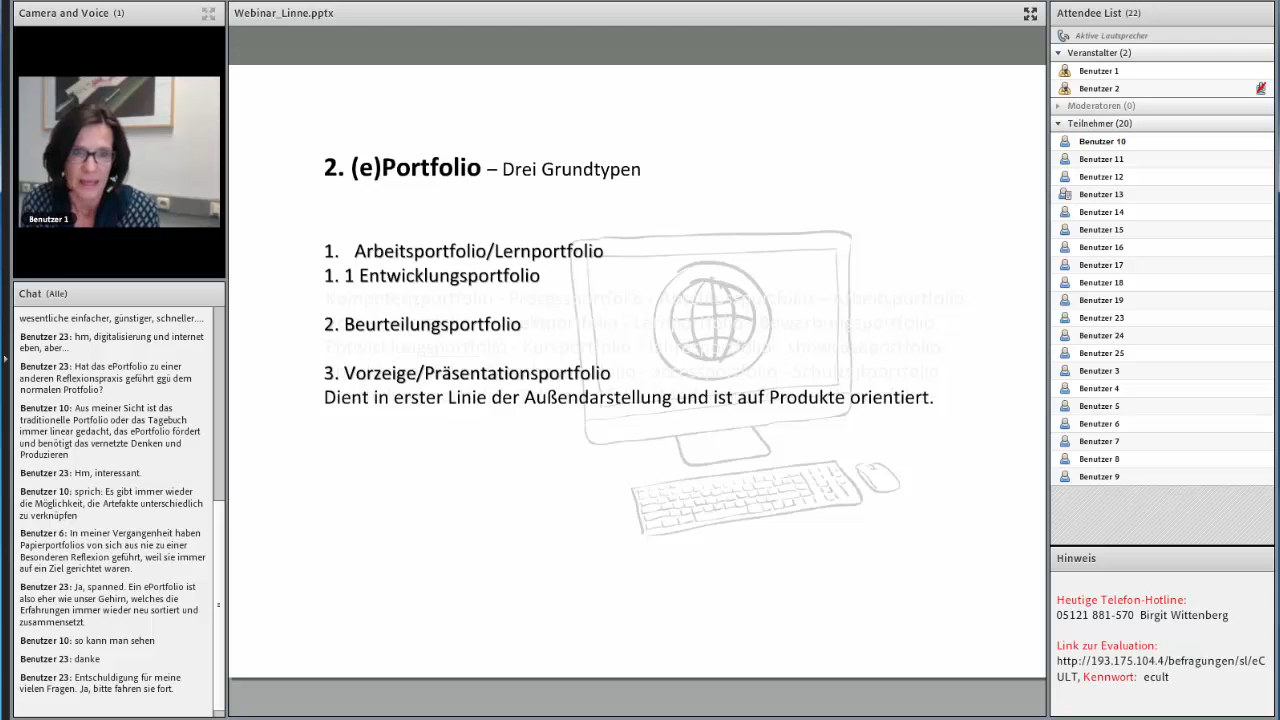 Camera and Voice (1)
Benutzer 1
Chat (Alle)
wesentliche einfacher, günstiger, schneller....
Benutzer 23: hm, digitalisierung und internet
eben, aber...
Benutzer 23: Hat das ePortfolio zu einer
anderen Reflexionspraxis geführt ggü dem
normalen Portfolio?
Benutzer 10: Aus meiner Sicht ist das
traditionelle Portfolio oder das Tagebuch
immer linear gedacht, das ePortfolio fördert
und benötigt das vernetzte Denken und
Produzieren
Benutzer 23: Hm, interessant.
Benutzer 10: sprich: Es gibt immer wieder
die Möglichkeit, die Artefakte unterschiedlich
zu verknüpfen
Benutzer 6: In meiner Vergangenheit haben
Papierportfolios von sich aus nie zu einer
Besonderen Reflexion geführt, weil sie immer
auf ein Ziel gerichtet waren.
Benutzer 23: Ja, spanned. Ein ePortfolio ist
also eher wie unser Gehirn, welches die
Erfahrungen immer wieder neu sortiert und
zusammensetzt.
Benutzer 10: so kann man sehen
Benutzer 23: danke
Benutzer 23: Entschuldigung für meine
vielen Fragen. Ja, bitte fahren sie fort.
Webinar_Linne.pptx
2. (e)Portfolio – Drei Grundtypen
1. Arbeitsportfolio/Lernportfolio
1. 1 Entwicklungsportfolio
2. Beurteilungsportfolio
3. Vorzeige/Präsentationsportfolio
Dient in erster Linie der Außendarstellung und ist auf Produkte orientiert.
Attendee List (22)
Aktive Lautsprecher
Veranstalter (2)
Benutzer 1
Benutzer 2
Moderatoren (0)
Teilnehmer (20)
Benutzer 10
Benutzer 11
Benutzer 12
Benutzer 13
Benutzer 14
Benutzer 15
Benutzer 16
Benutzer 17
Benutzer 18
Benutzer 19
Benutzer 23
Benutzer 24
Benutzer 25
Benutzer 3
Benutzer 4
Benutzer 5
Benutzer 6
Benutzer 7
Benutzer 8
Benutzer 9
Hinweis
Heutige Telefon-Hotline:
05121 881-570 Birgit Wittenberg
Link zur Evaluation:
http://193.175.104.4/befragungen/sl/eC
ULT, Kennwort: ecult